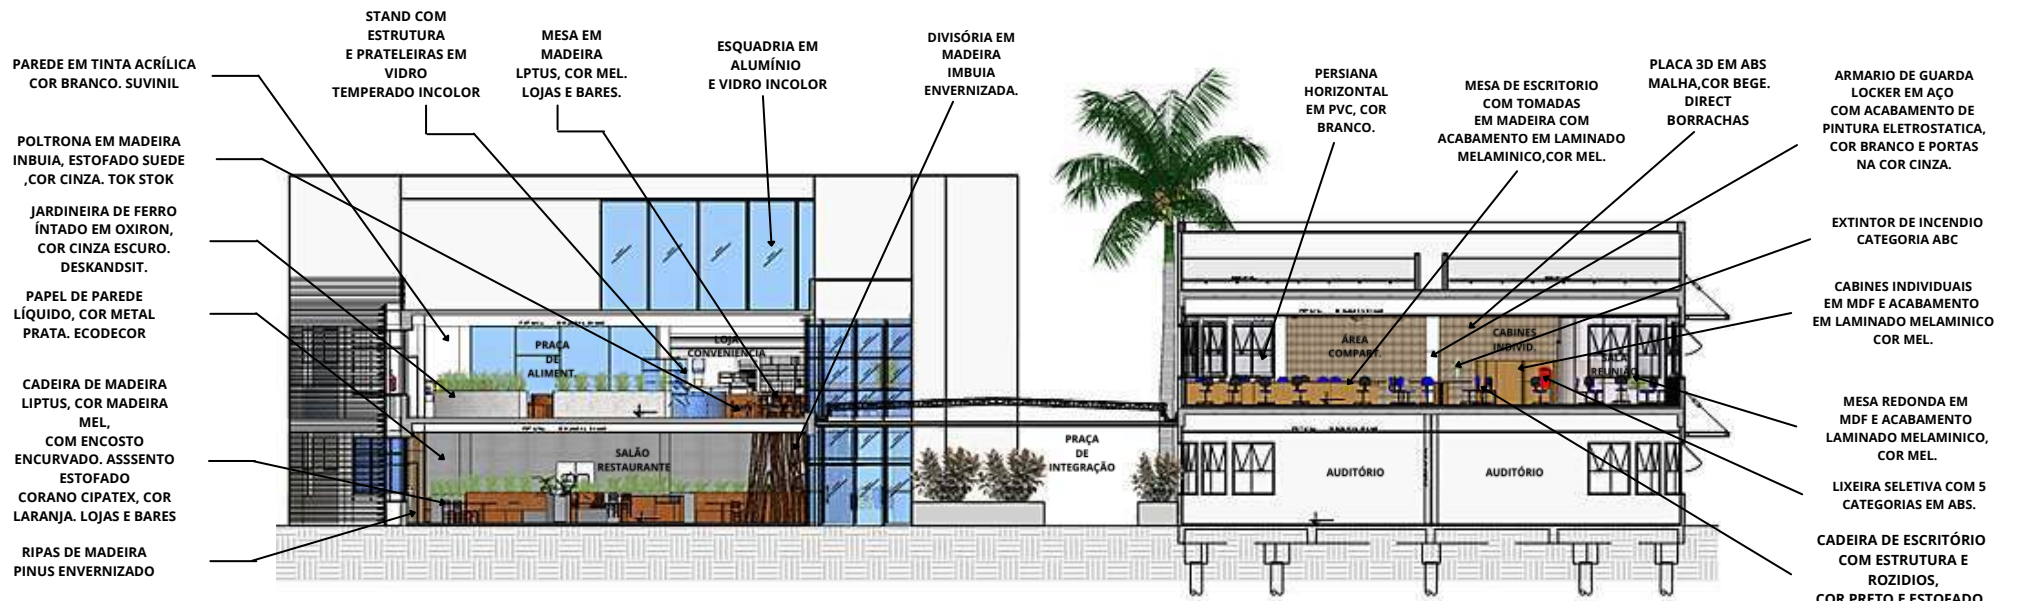 STAND COM
ESTRUTURA
E PRATELEIRAS EM
VIDRO
TEMPERADO INCOLOR
MESA EM
MADEIRA
LPTUS, COR MEL.
LOJAS E BARES.
ESQUADRIA EM
ALUMÍNIO
E VIDRO INCOLOR
DIVISÓRIA EM
MADEIRA
IMBUIA
ENVERNIZADA.
PERSIANA
HORIZONTAL
EM PVC, COR
BRANCO.
MESA DE ESCRITORIO
COM TOMADAS
EM MADEIRA COM
ACABAMENTO EM LAMINADO
MELAMINICO,COR MEL.
PLACA 3D EM ABS
MALHA,COR BEGE.
DIRECT
BORRACHAS
PAREDE EM TINTA ACRÍLICA
COR BRANCO. SUVINIL
POLTRONA EM MADEIRA
INBUIA, ESTOFADO SUEDE
,COR CINZA. TOK STOK
JARDINEIRA DE FERRO
ÍNTADO EM OXIRON,
COR CINZA ESCURO.
DESKANDSIT.
PAPEL DE PAREDE
LÍQUIDO, COR METAL
PRATA. ECODECOR
CADEIRA DE MADEIRA
LIPTUS, COR MADEIRA
MEL,
COM ENCOSTO
ENCURVADO. ASSSENTO
ESTOFADO
CORANO CIPATEX, COR
LARANJA. LOJAS E BARES
RIPAS DE MADEIRA
PINUS ENVERNIZADO
PRAÇA
DE
ALIMENT.
LOJA
CONVENIENCIA
SALÃO
RESTAURANTE
PRAÇA
DE
INTEGRAÇÃO
ÁREA
COMPART.
CABINES
INDIVID.
SALA
REUNIÃO
AUDITÓRIO
AUDITÓRIO
ARMARIO DE GUARDA
LOCKER EM AÇO
COM ACABAMENTO DE
PINTURA ELETROSTATICA,
COR BRANCO E PORTAS
NA COR CINZA.
EXTINTOR DE INCENDIO
CATEGORIA ABC
CABINES INDIVIDUAIS
EM MDF E ACABAMENTO
EM LAMINADO MELAMINICO
COR MEL.
MESA REDONDA EM
MDF E ACABAMENTO
LAMINADO MELAMINICO,
COR MEL.
LIXEIRA SELETIVA COM 5
CATEGORIAS EM ABS.
CADEIRA DE ESCRITÓRIO
COM ESTRUTURA E
ROZIDIOS,
COR PRETO E ESTOFADO